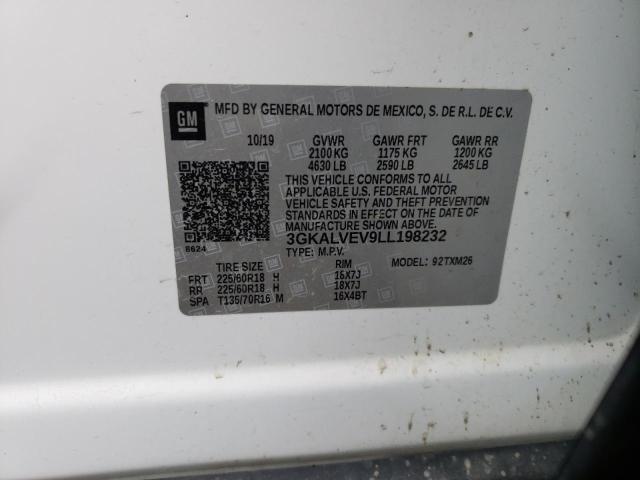 GM MFD BY GENERAL MOTORS DE MEXICO, S. DE R.L. DE C.V.
10/19 GVWR GAWR FRT GAWR RR
2100 KG 1175 KG 1200 KG
4630 LB 2590 LB 2645 LB
THIS VEHICLE CONFORMS TO ALL
APPLICABLE U.S. FEDERAL MOTOR
VEHICLE SAFETY AND THEFT PREVENTION
STANDARDS IN EFFECT ON THE DATE OF
MANUFACTURE SHOWN ABOVE.
3GKALVEV9LL198232
8624 TYPE: M.P.V. MODEL: 92TXM26
TIRE SIZE RIM
FRT 225/60R18 H 18X7J
RR 225/60R18 H 18X7J
SPA T135/70R16 M 16X4BT